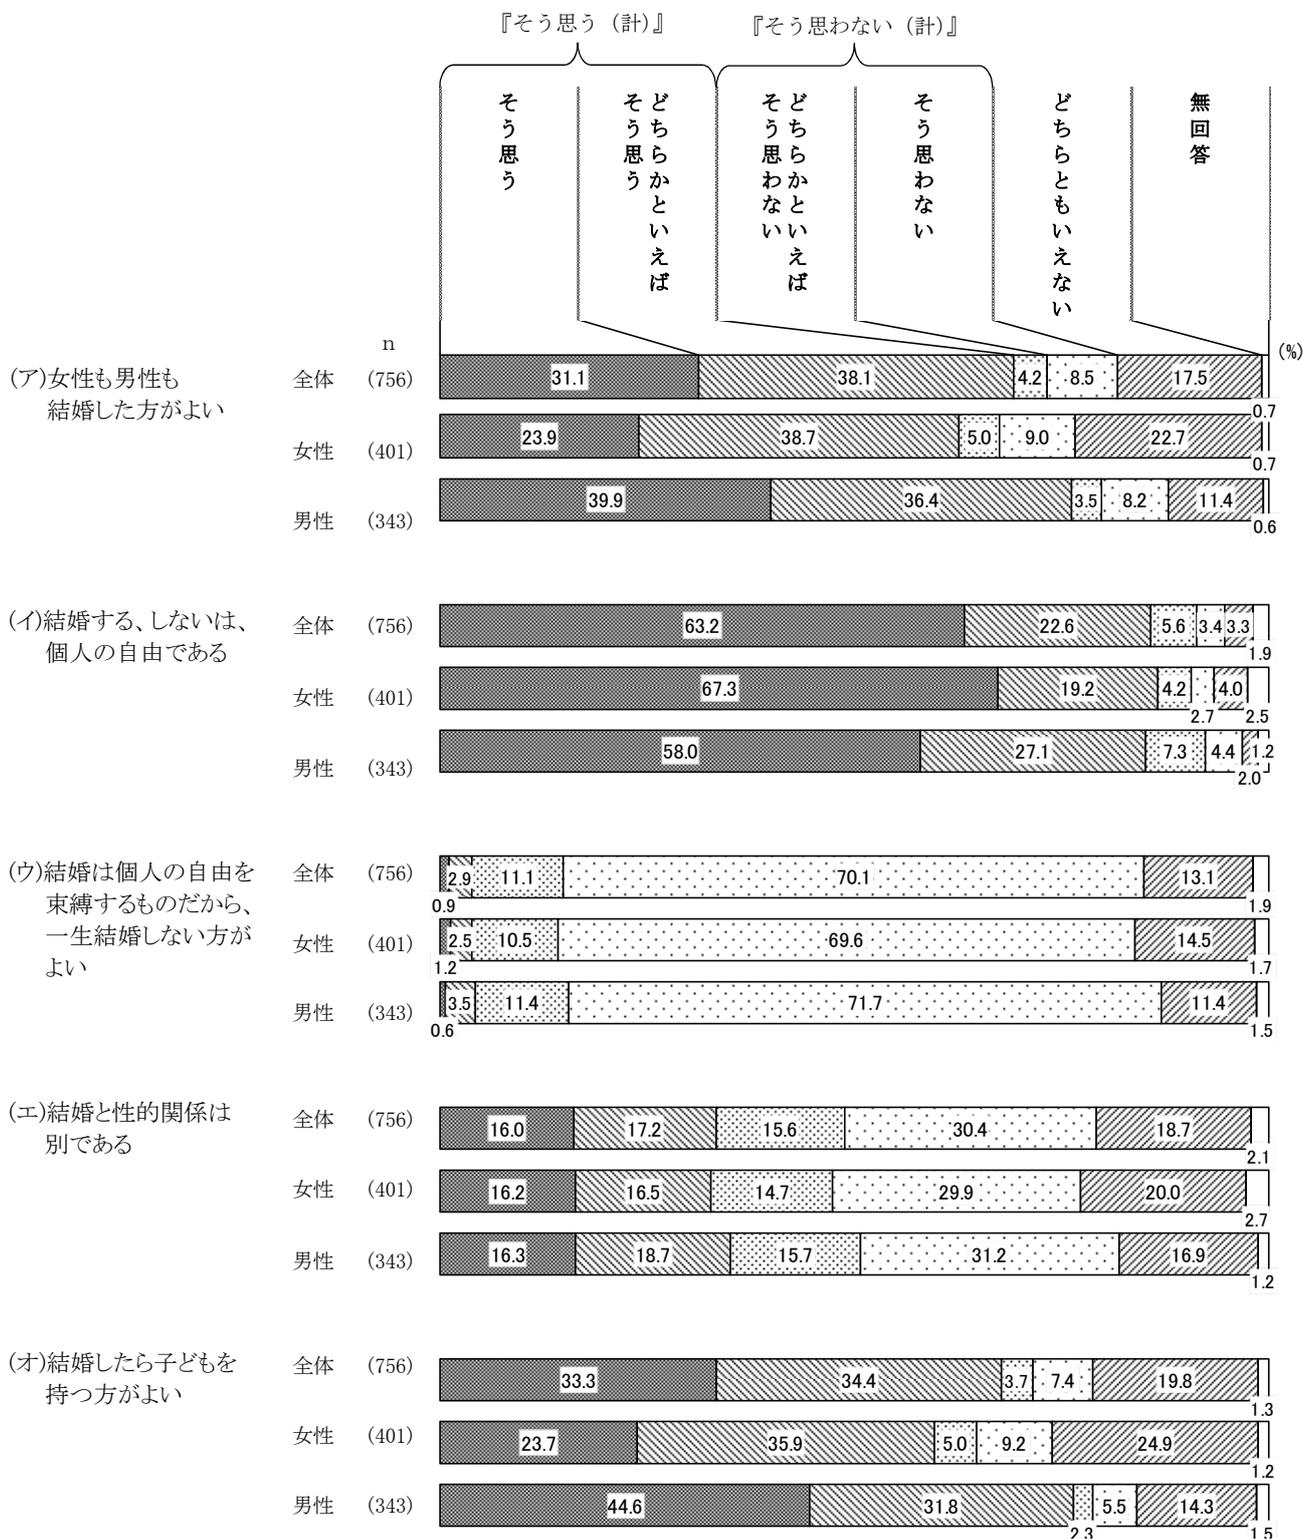 『そう思う（計）』
『そう思わない（計）』
そう思う
どちらかといえば
そう思う
どちらかといえば
そう思わない
そう思わない
どちらともいえない
無回答
n
(%)
(ア)女性も男性も
結婚した方がよい
全体 (756) 31.1 38.1 4.2 8.5 17.5 0.7
女性 (401) 23.9 38.7 5.0 9.0 22.7 0.7
男性 (343) 39.9 36.4 3.5 8.2 11.4 0.6
(イ)結婚する、しないは、
個人の自由である
全体 (756) 63.2 22.6 5.6 3.4 3.3 1.9
女性 (401) 67.3 19.2 4.2 2.7 4.0 2.5
男性 (343) 58.0 27.1 7.3 4.4 2.0 1.2
(ウ)結婚は個人の自由を
束縛するものだから、
一生結婚しない方が
よい
全体 (756) 0.9 2.9 11.1 70.1 13.1 1.9
女性 (401) 1.2 2.5 10.5 69.6 14.5 1.7
男性 (343) 0.6 3.5 11.4 71.7 11.4 1.5
(エ)結婚と性的関係は
別である
全体 (756) 16.0 17.2 15.6 30.4 18.7 2.1
女性 (401) 16.2 16.5 14.7 29.9 20.0 2.7
男性 (343) 16.3 18.7 15.7 31.2 16.9 1.2
(オ)結婚したら子どもを
持つ方がよい
全体 (756) 33.3 34.4 3.7 7.4 19.8 1.3
女性 (401) 23.7 35.9 5.0 9.2 24.9 1.2
男性 (343) 44.6 31.8 2.3 5.5 14.3 1.5